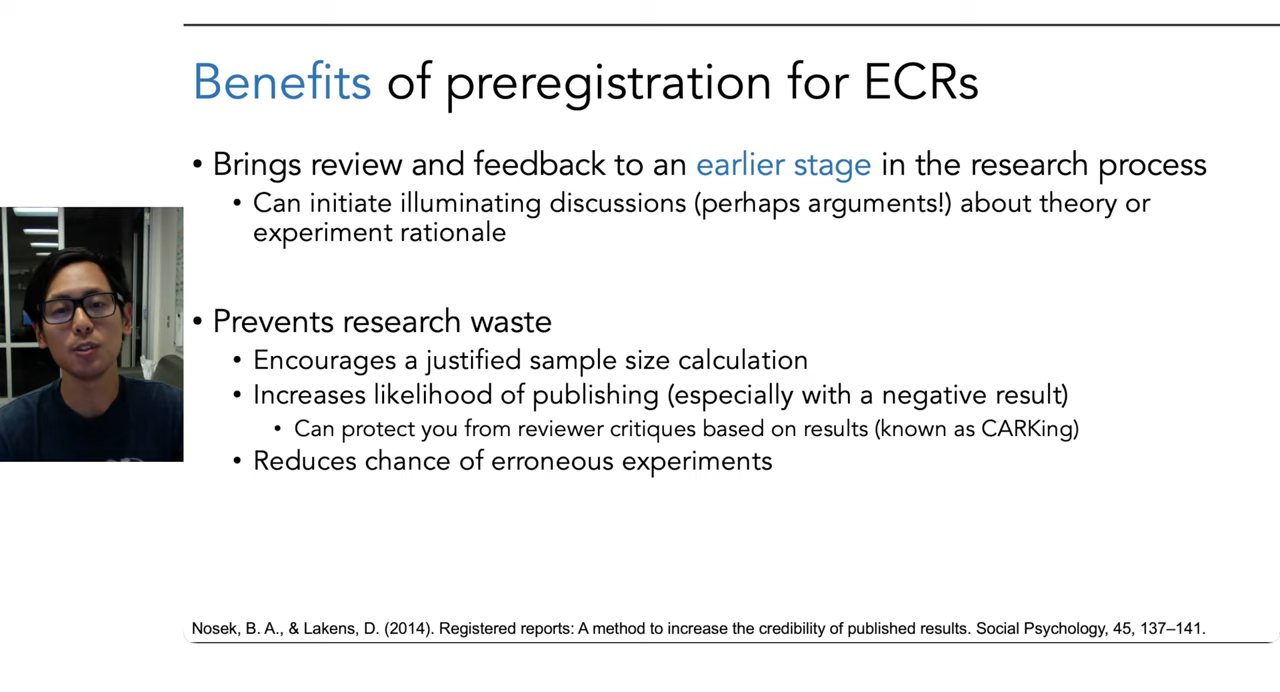 Benefits of preregistration for ECRs
• Brings review and feedback to an earlier stage in the research process
• Can initiate illuminating discussions (perhaps arguments!) about theory or
experiment rationale
• Prevents research waste
• Encourages a justified sample size calculation
• Increases likelihood of publishing (especially with a negative result)
• Can protect you from reviewer critiques based on results (known as CARKing)
• Reduces chance of erroneous experiments
Nosek, B. A., & Lakens, D. (2014). Registered reports: A method to increase the credibility of published results. Social Psychology, 45, 137–141.